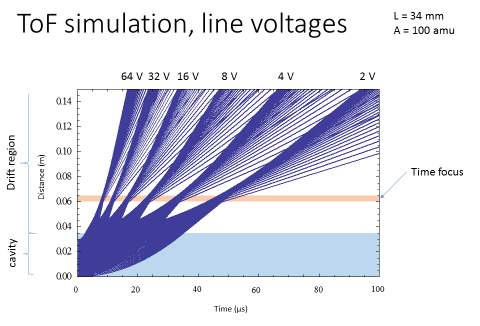 ToF simulation, line voltages
L = 34 mm
A = 100 amu
64 V 32 V 16 V 8 V 4 V 2 V
0.14
0.12
0.10
0.08
0.06
0.04
0.02
0.00
Distance (m)
Drift region
cavity
Time focus
0 20 40 60 80 100
Time (µs)